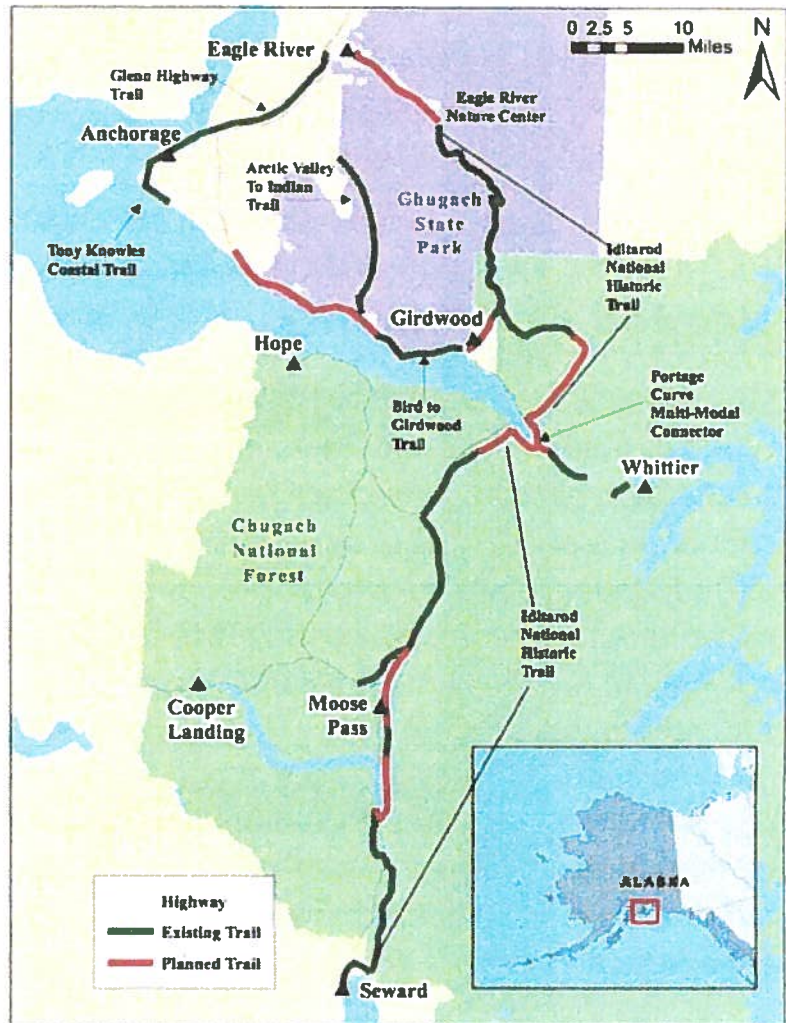 Eagle River
0 2.5 5 10
Miles
N
Glenn Highway
Trail
Eagle River
Nature Center
Anchorage
Arctic Valley
To Indian
Trail
Chugach
State
Park
Tony Knowles
Coastal Trail
Iditarod
National
Historic
Trail
Girdwood
Hope
Bird to
Girdwood
Trail
Portage
Curve
Multi-Modal
Connector
Whittier
Chugach
National
Forest
Iditarod
National
Historic
Trail
Cooper
Landing
Moose
Pass
ALASKA
Highway
Existing Trail
Planned Trail
Seward